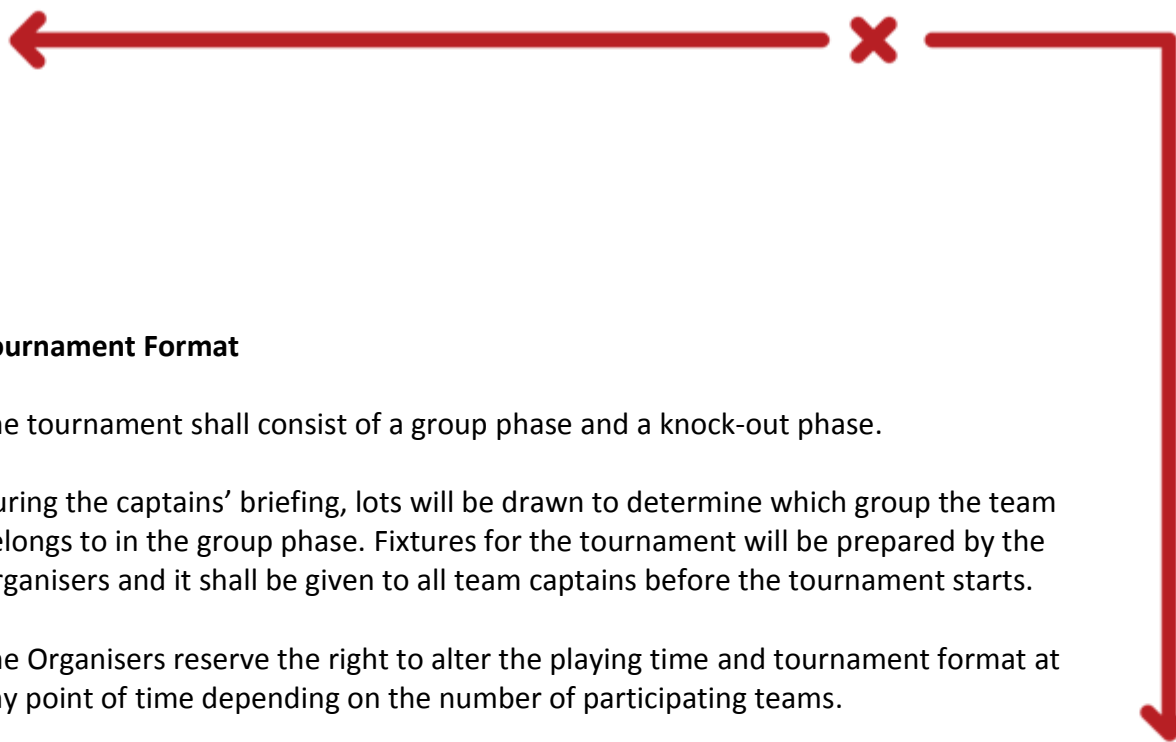 ournament Format
he tournament shall consist of a group phase and a knock-out phase.
uring the captains’ briefing, lots will be drawn to determine which group the team
elongs to in the group phase. Fixtures for the tournament will be prepared by the
rganisers and it shall be given to all team captains before the tournament starts.
he Organisers reserve the right to alter the playing time and tournament format at
ny point of time depending on the number of participating teams.